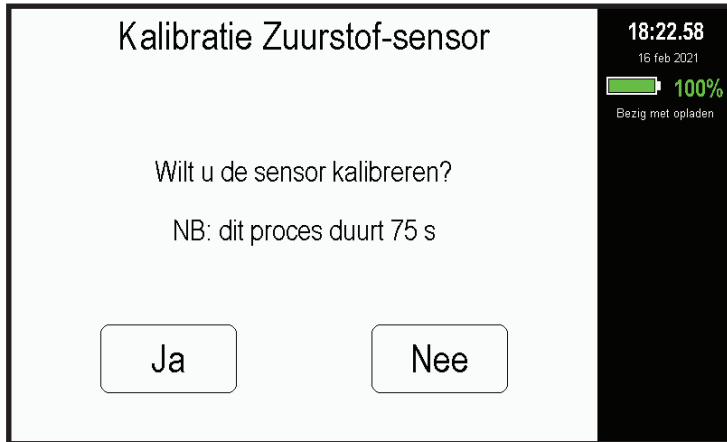 Kalibratie Zuurstof-sensor
Wilt u de sensor kalibreren?
NB: dit proces duurt 75 s
Ja
Nee
18:22.58
16 feb 2021
100%
Bezig met opladen